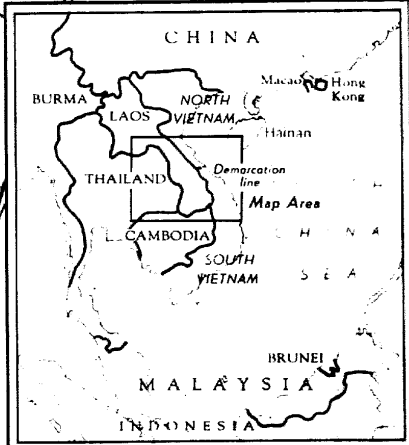 CHINA
Macao Hong
Kong
BURMA
NORTH
VIETNAM
LAOS
Hainan
THAILAND
Demarcation
line
Map Area
CAMBODIA
SOUTH
VIETNAM
SEA
BRUNEI
MALAYSIA
INDONESIA